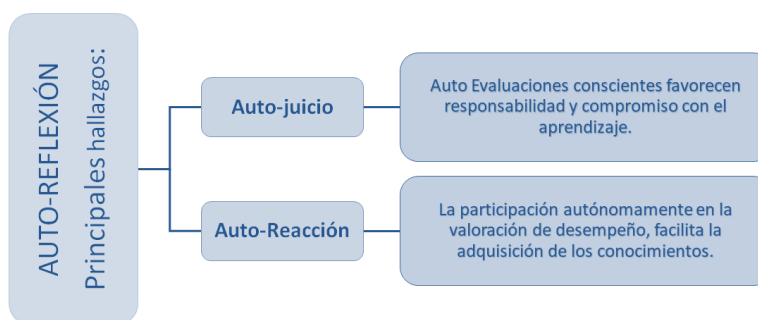 AUTO-REFLEXIÓN
Principales hallazgos:
Auto-juicio
Auto Evaluaciones conscientes favorecen
responsabilidad y compromiso con el
aprendizaje.
Auto-Reacción
La participación autónomamente en la
valoración de desempeño, facilita la
adquisición de los conocimientos.